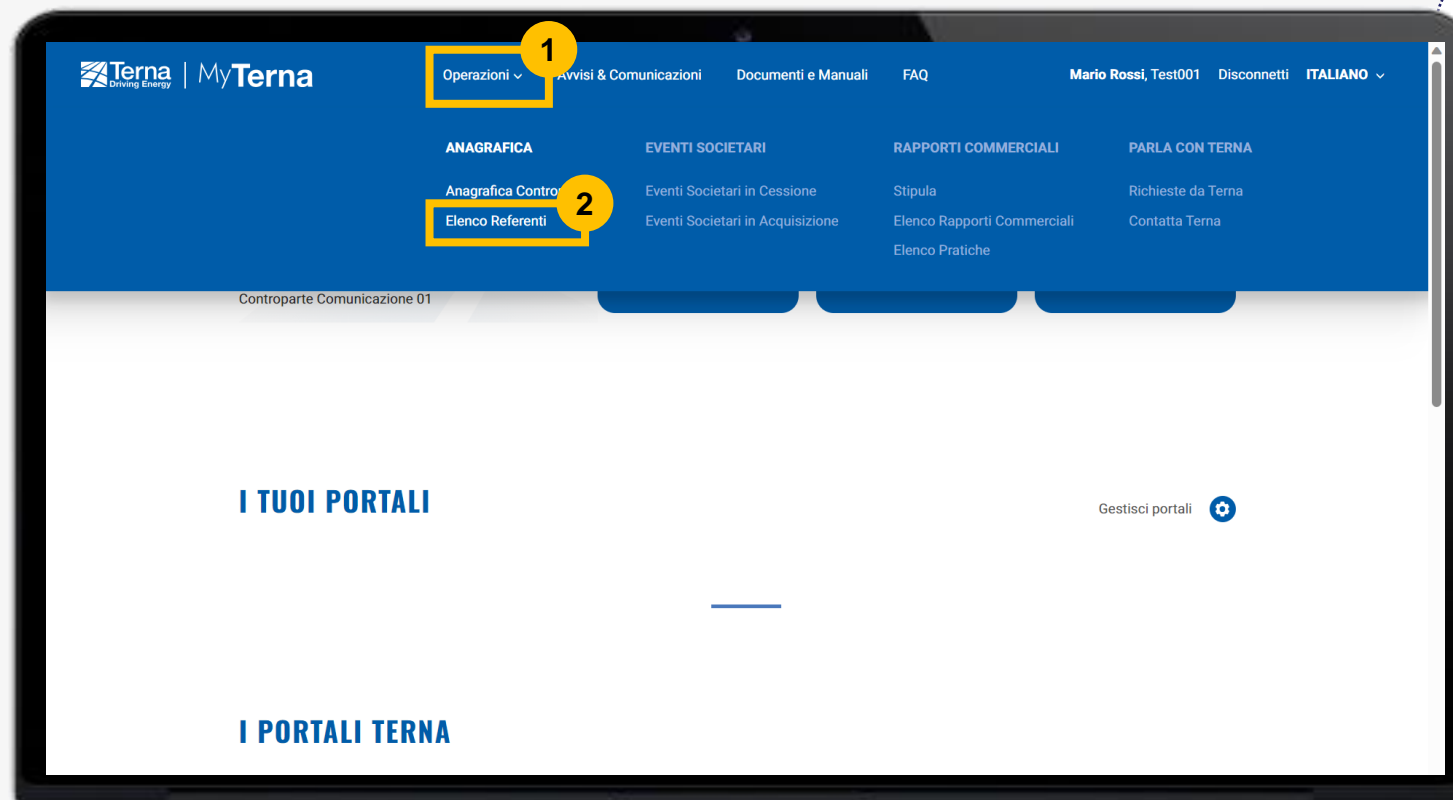 1
Terna
Driving Energy
MyTerna
Operazioni
Avvisi & Comunicazioni
Documenti e Manuali
FAQ
Mario Rossi, Test001
Disconnetti
ITALIANO
ANAGRAFICA
EVENTI SOCIETARI
RAPPORTI COMMERCIALI
PARLA CON TERNA
Anagrafica
Eventi Societari in Cessione
Stipula
Richieste da Terna
2
Elenco Referenti
Eventi Societari in Acquisizione
Elenco Rapporti Commerciali
Contatta Terna
Elenco Pratiche
Controparte Comunicazione 01
I TUOI PORTALI
Gestisci portali
I PORTALI TERNA